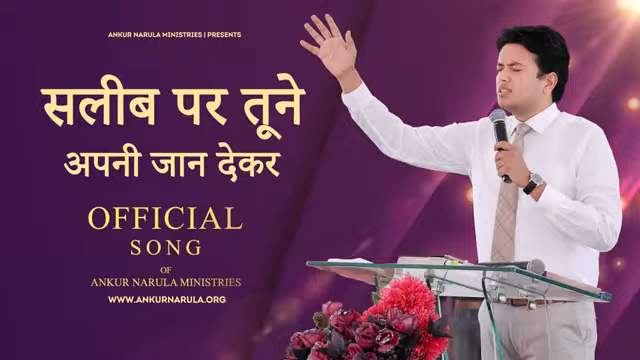 ANKUR NARULA MINISTRIES | PRESENTS
सलीब पर तूने
अपनी जान देकर
OFFICIAL
SONG
OF
ANKUR NARULA MINISTRIES
WWW.ANKURNARULA.ORG